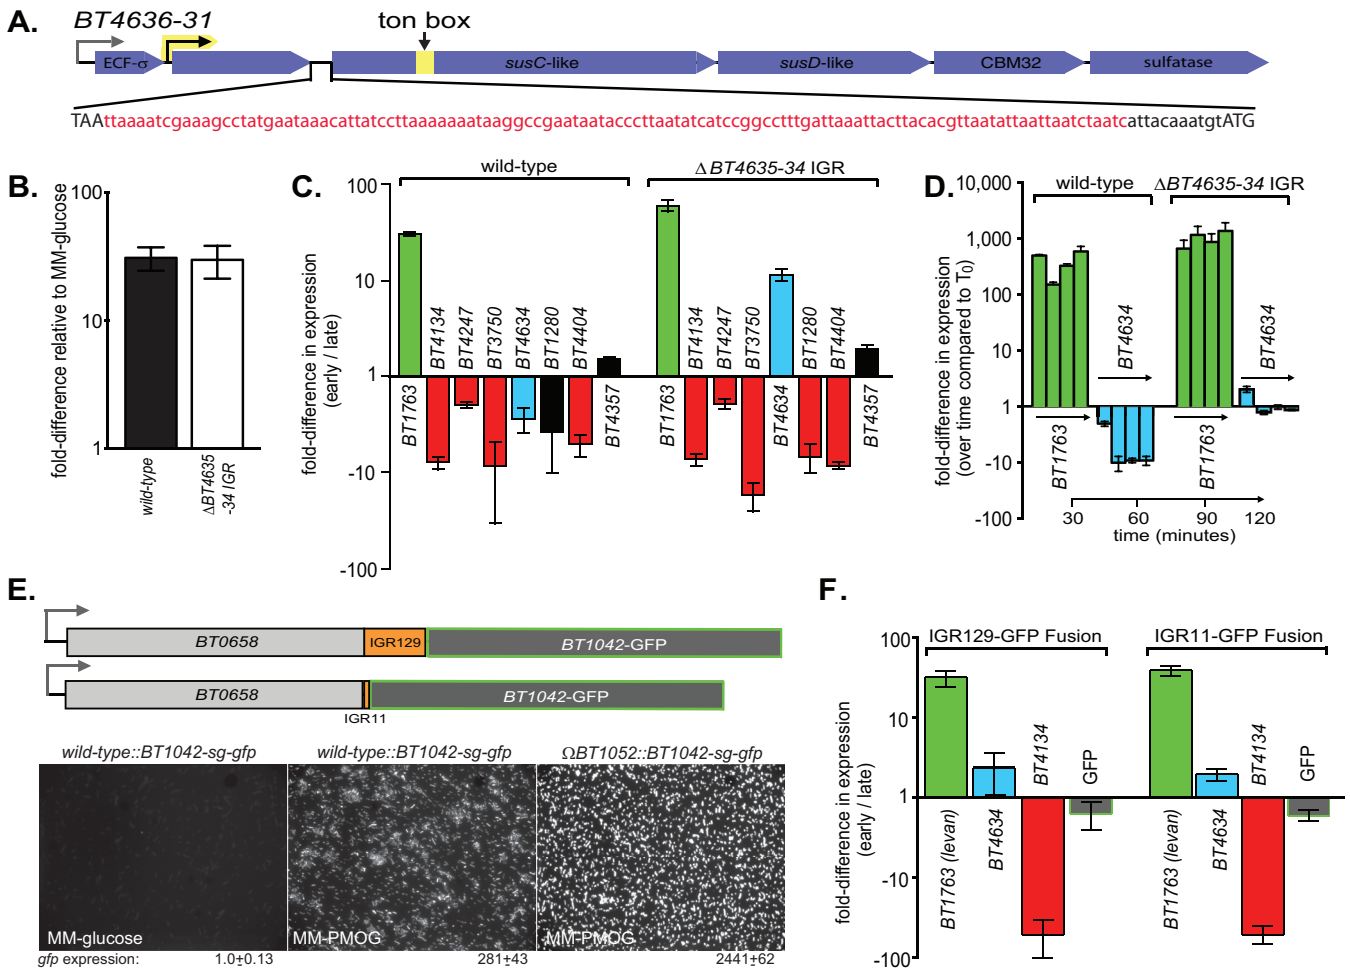 A.
BT4636-31
ton box
ECF-σ
susC-like
susD-like
CBM32
sulfatase
TAAttaaaatcgaaagcctatgaataaacattatccttaaaaaaataaggccgaataatacccttaatatcatccggcctttgattaaattacttacacgttaatattaattaatctaatcattacaaatgtATG
B.
fold-difference relative to MM-glucose
100
10
1
wild-type
ΔBT4635
-34 IGR
C.
wild-type
ΔBT4635-34 IGR
fold-difference in expression
(early / late)
100
10
1
-10
-100
BT1763
BT4134
BT4247
BT3750
BT4634
BT1280
BT4404
BT4357
BT1763
BT4134
BT4247
BT3750
BT4634
BT1280
BT4404
BT4357
D.
wild-type
ΔBT4635-34 IGR
fold-difference in expression
(over time compared to T0)
10,000
1,000
100
10
1
-10
-100
BT1763
BT4634
BT1763
BT4634
30
60
90
120
time (minutes)
E.
BT0658
IGR129
BT1042-GFP
BT0658
BT1042-GFP
IGR11
wild-type::BT1042-sg-gfp
wild-type::BT1042-sg-gfp
ΩBT1052::BT1042-sg-gfp
MM-glucose
MM-PMOG
MM-PMOG
gfp expression:
1.0±0.13
281±43
2441±62
F.
IGR129-GFP Fusion
IGR11-GFP Fusion
fold-difference in expression
(early / late)
100
10
1
-10
-100
BT1763 (levan)
BT4634
BT4134
GFP
BT1763 (levan)
BT4634
BT4134
GFP